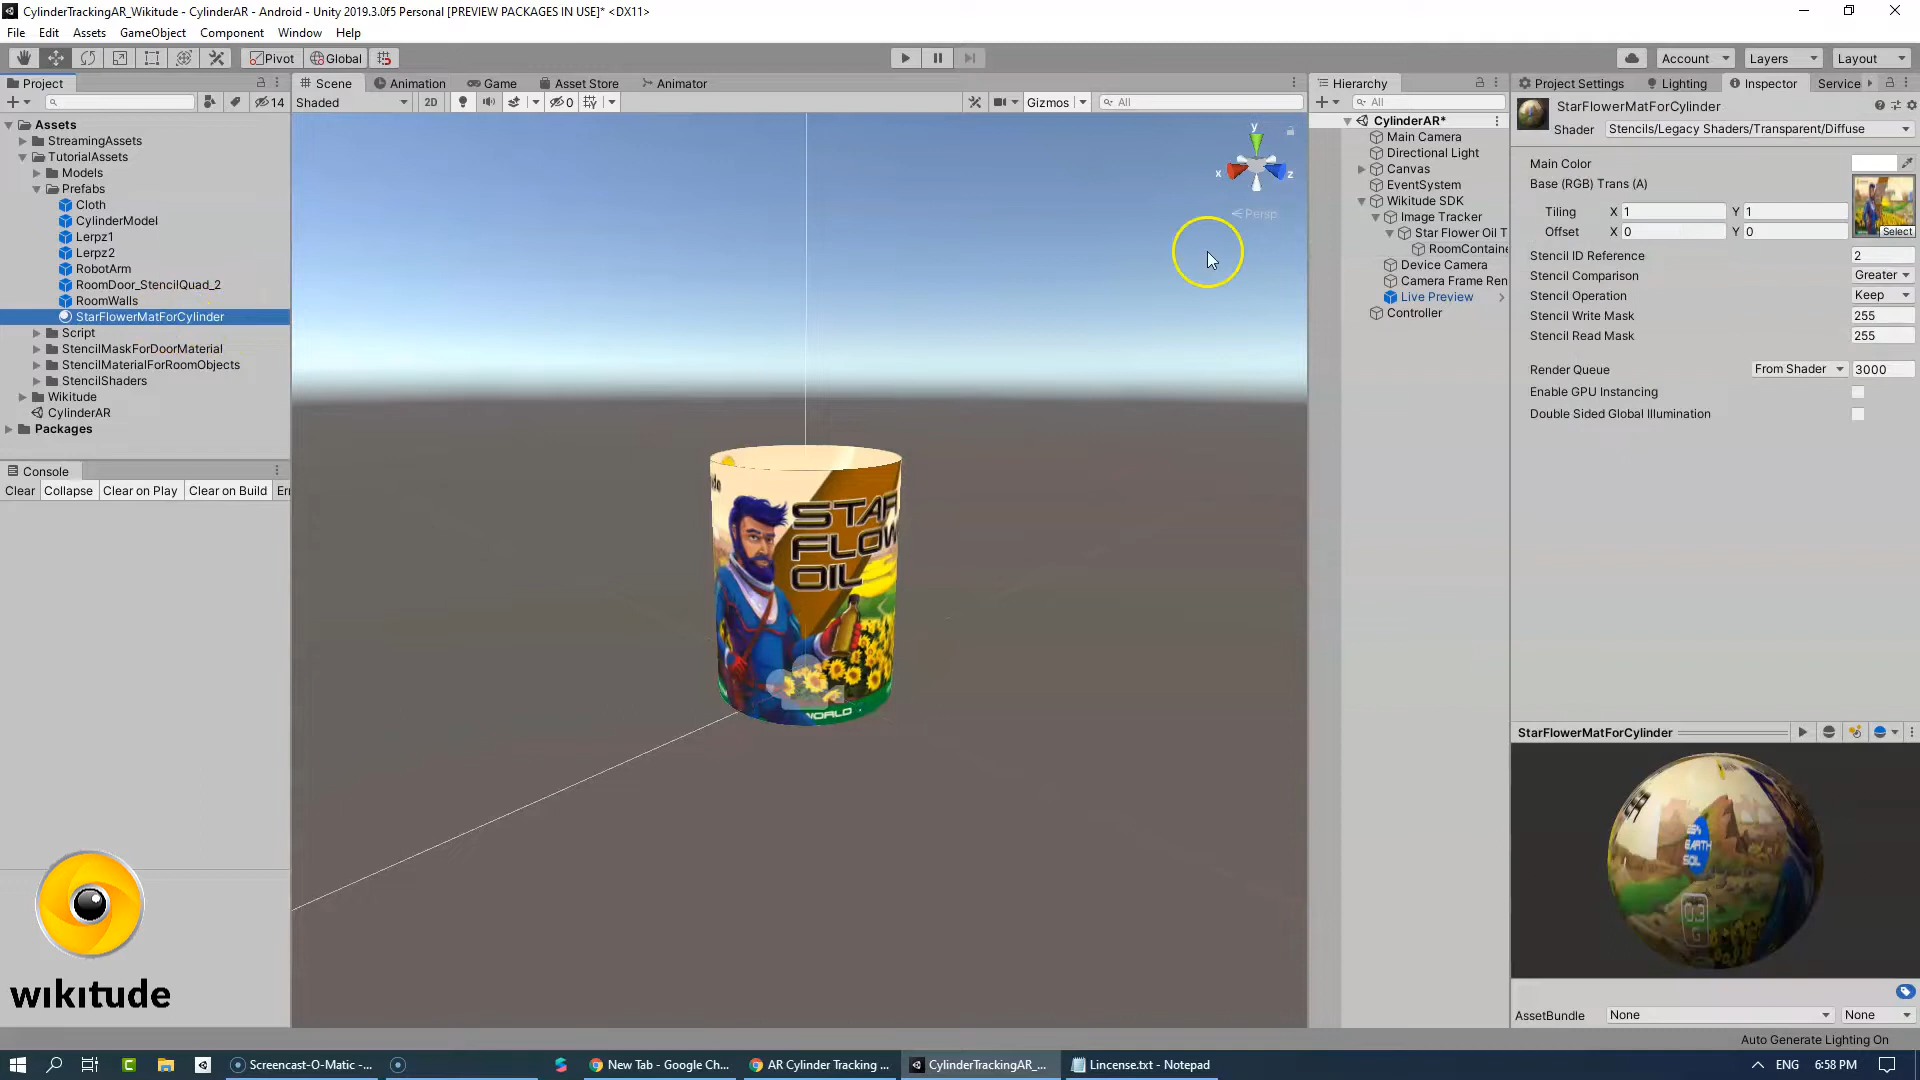 CylinderTrackingAR_Wikitude - CylinderAR - Android - Unity 2019.3.0f5 Personal [PREVIEW PACKAGES IN USE]* <DX11>
File Edit Assets GameObject Component Window Help
Pivot Global Account Layers Layout
Project Scene Animation Game Asset Store Animator Hierarchy Project Settings Lighting Inspector Service
14 Shaded 2D 0 Gizmos All All
StarFlowerMatForCylinder
Shader Stencils/Legacy Shaders/Transparent/Diffuse
Assets
StreamingAssets
TutorialAssets
Models
Prefabs
Cloth
CylinderModel
Lerpz1
Lerpz2
RobotArm
RoomDoor_StencilQuad_2
RoomWalls
StarFlowerMatForCylinder
Script
StencilMaskForDoorMaterial
StencilMaterialForRoomObjects
StencilShaders
Wikitude
CylinderAR
Packages
Console
Clear Collapse Clear on Play Clear on Build Err
wikitude
y
x z
Persp
STAR
FLOW
OIL
WORLD
CylinderAR*
Main Camera
Directional Light
Canvas
EventSystem
Wikitude SDK
Image Tracker
Star Flower Oil T
RoomContaine
Device Camera
Camera Frame Ren
Live Preview
Controller
Main Color
Base (RGB) Trans (A)
Tiling X 1 Y 1
Offset X 0 Y 0
Select
Stencil ID Reference 2
Stencil Comparison Greater
Stencil Operation Keep
Stencil Write Mask 255
Stencil Read Mask 255
Render Queue From Shader 3000
Enable GPU Instancing
Double Sided Global Illumination
StarFlowerMatForCylinder
EARTH
SOIL
03
G
AssetBundle None None
Auto Generate Lighting On
Screencast-O-Matic -... New Tab - Google Ch... AR Cylinder Tracking ... CylinderTrackingAR_... Lincense.txt - Notepad ENG 6:58 PM